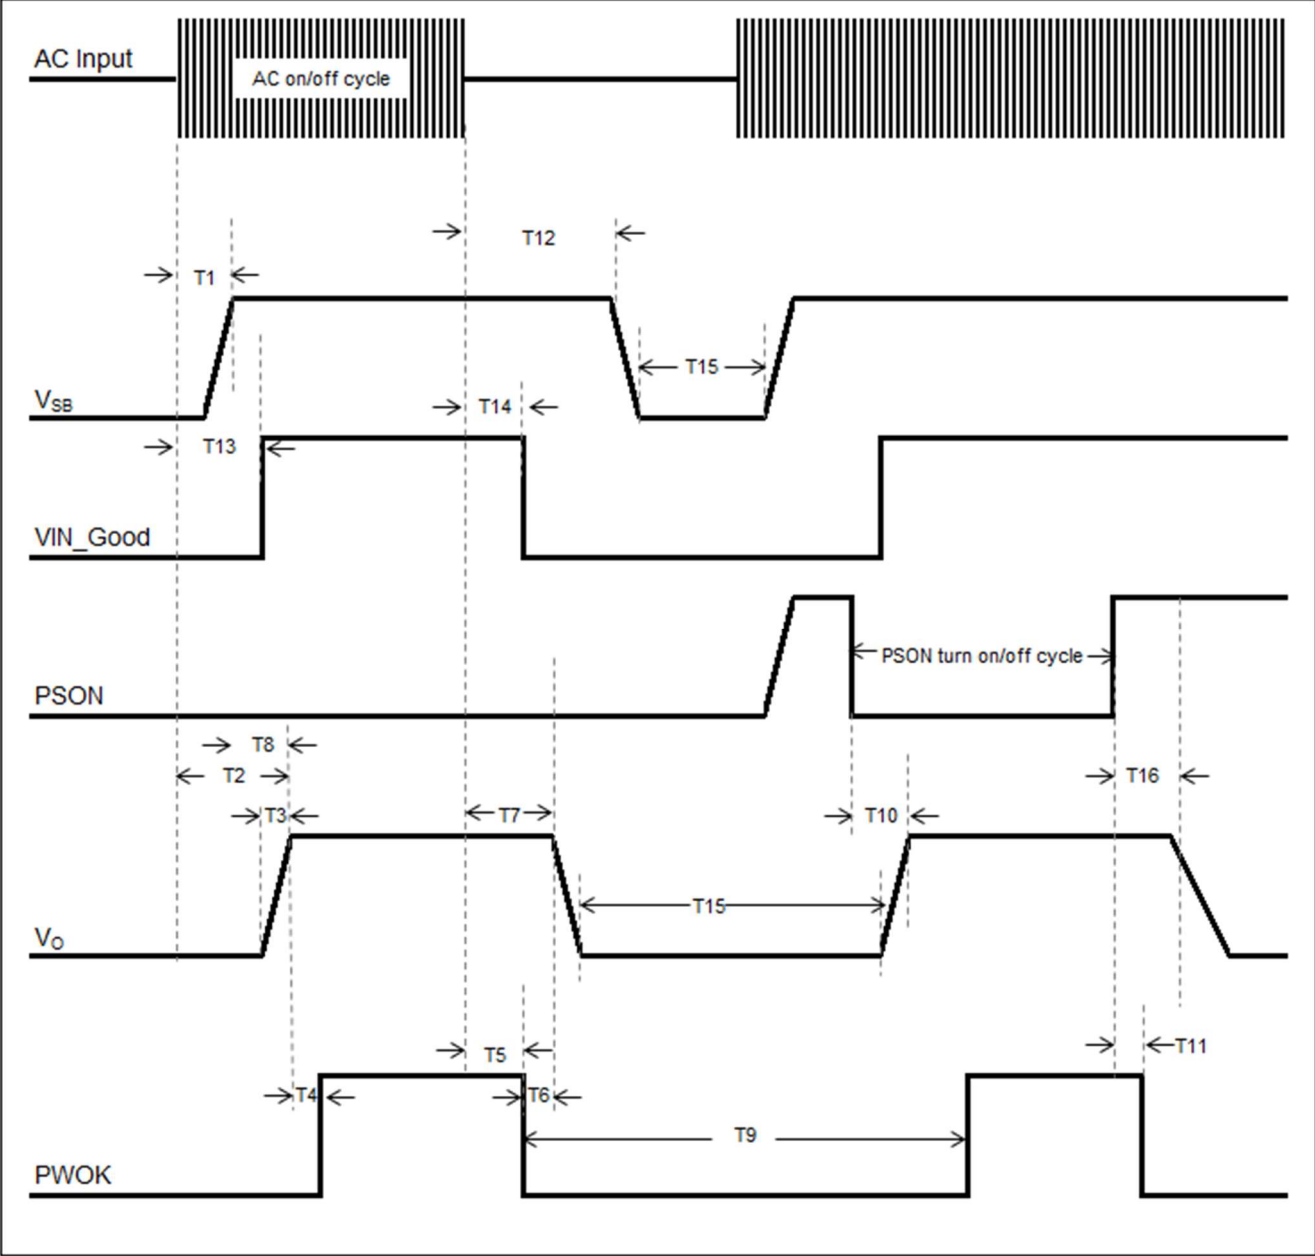 AC Input
AC on/off cycle
T12
T1
T15
VSB
T14
T13
VIN_Good
PSON turn on/off cycle
PSON
T8
T2
T16
T3
T7
T10
T15
VO
T5
T11
T4
T6
T9
PWOK